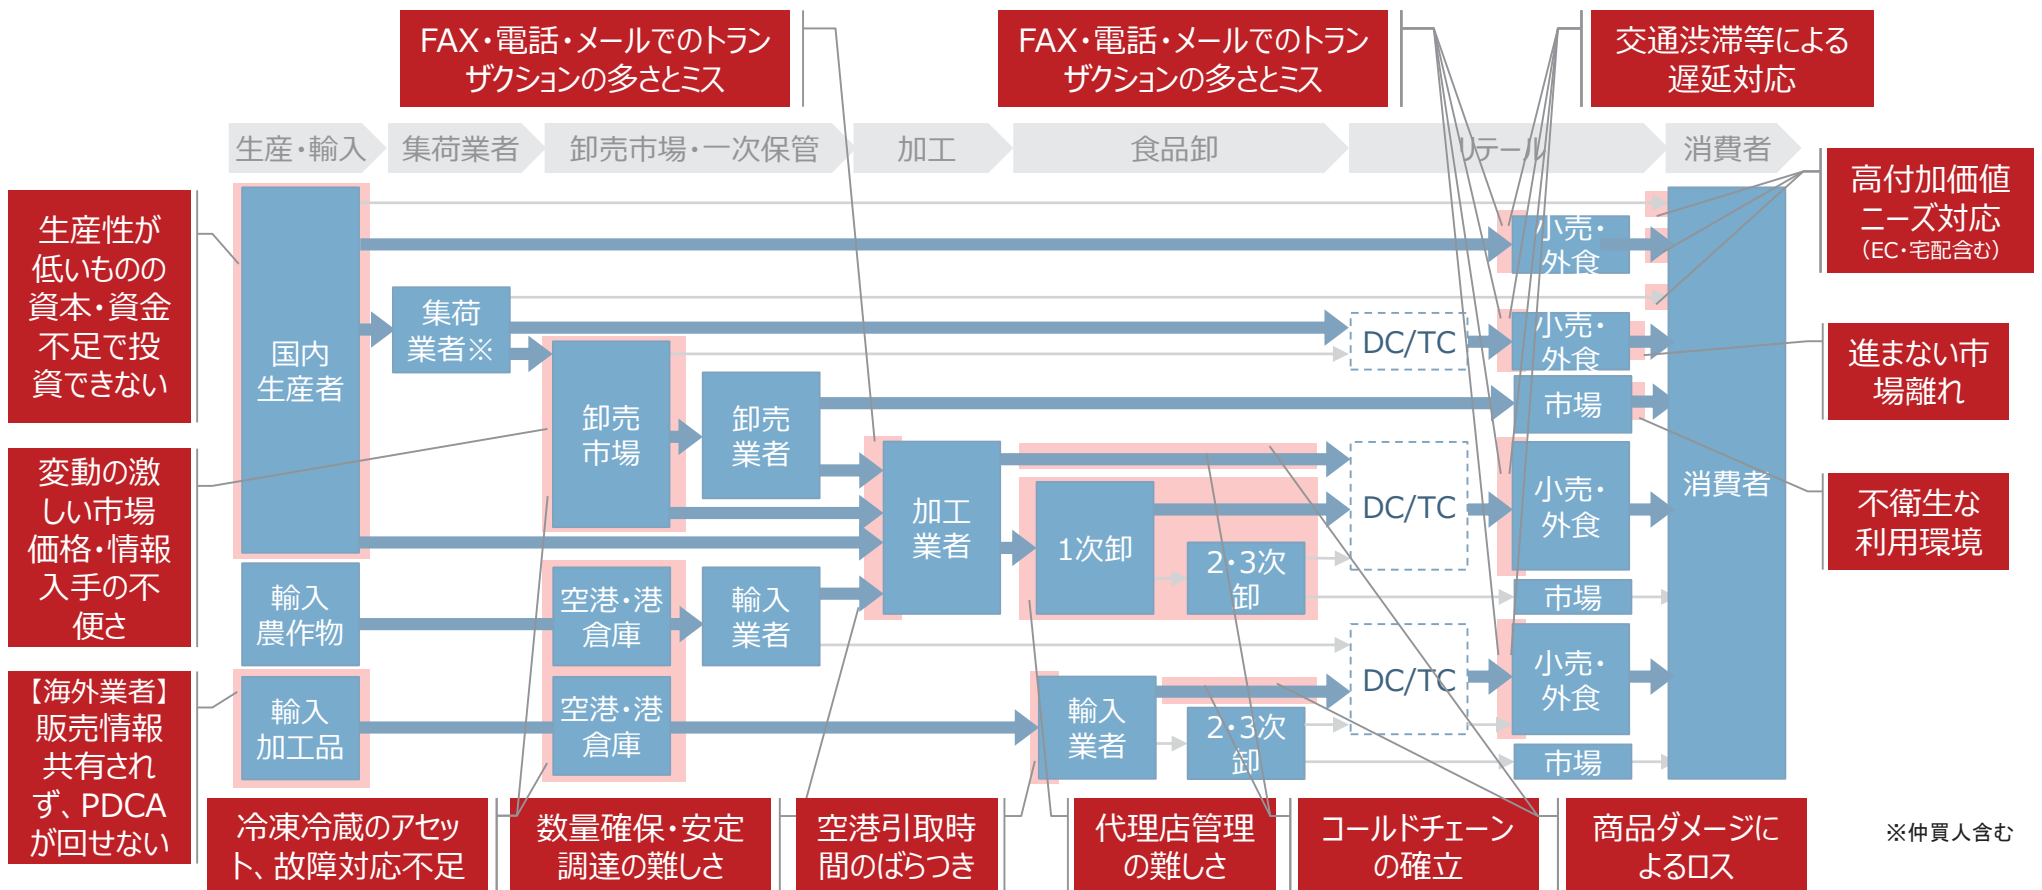 FAX・電話・メールでのトラン
ザクションの多さとミス
FAX・電話・メールでのトラン
ザクションの多さとミス
交通渋滞等による
遅延対応
生産・輸入
集荷業者
卸売市場・一次保管
加工
食品卸
リテール
消費者
生産性が
低いものの
資本・資金
不足で投
資できない
変動の激
しい市場
価格・情報
入手の不
便さ
【海外業者】
販売情報
共有され
ず、PDCA
が回せない
国内
生産者
輸入
農作物
輸入
加工品
集荷
業者※
卸売
市場
空港・港
倉庫
空港・港
倉庫
卸売
業者
輸入
業者
加工
業者
1次卸
2・3次
卸
輸入
業者
2・3次
卸
DC/TC
DC/TC
DC/TC
小売・
外食
小売・
外食
市場
小売・
外食
市場
小売・
外食
市場
消費者
高付加価値
ニーズ対応
（EC・宅配含む）
進まない市
場離れ
不衛生な
利用環境
冷凍冷蔵のアセッ
ト、故障対応不足
数量確保・安定
調達の難しさ
空港引取時
間のばらつき
代理店管理
の難しさ
コールドチェーン
の確立
商品ダメージに
よるロス
※仲買人含む